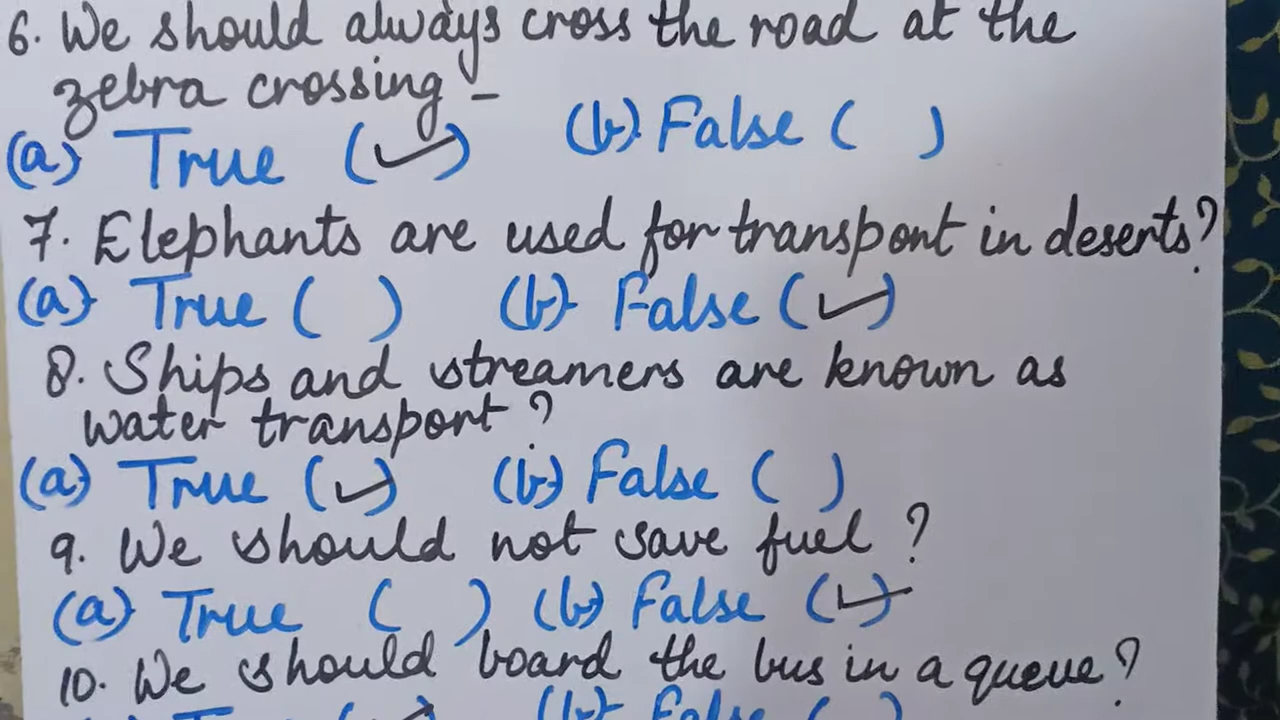 6. We should always cross the road at the
zebra crossing -
(a) True (✓) (b) False ( )
7. Elephants are used for transport in deserts?
(a) True ( ) (b) False (✓)
8. Ships and streamers are known as
water transport?
(a) True (✓) (b) False ( )
9. We should not save fuel?
(a) True ( ) (b) False (✓)
10. We should board the bus in a queue?
(a) True (✓) (b) False ( )